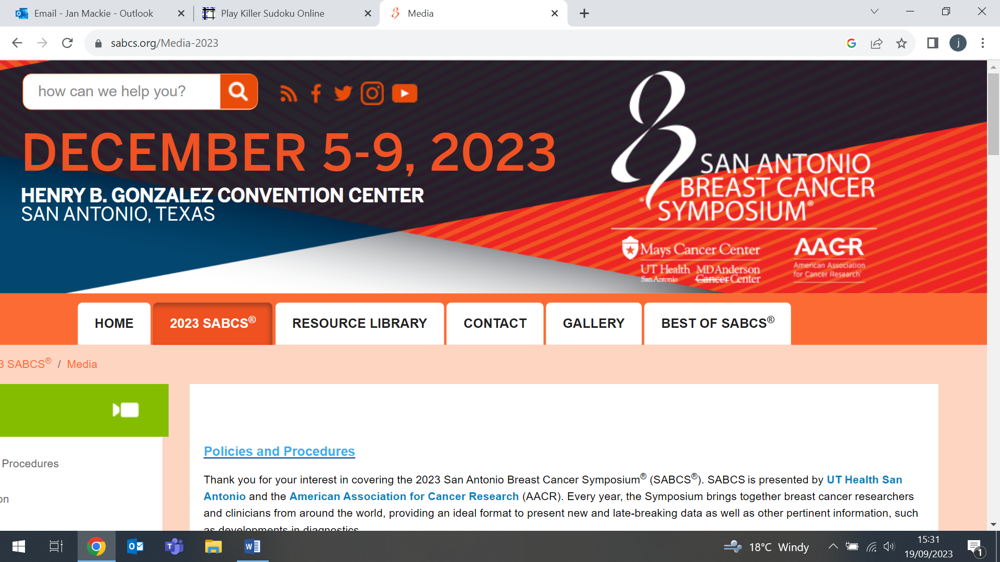 Email - Jan Mackie - Outlook
Play Killer Sudoku Online
Media
sabcs.org/Media-2023
j
how can we help you?
DECEMBER 5-9, 2023
HENRY B. GONZALEZ CONVENTION CENTER
SAN ANTONIO, TEXAS
SAN ANTONIO
BREAST CANCER
SYMPOSIUM®
Mays Cancer Center
UT Health
San Antonio
MD Anderson
Cancer Center
AACR
American Association
for Cancer Research®
HOME
2023 SABCS®
RESOURCE LIBRARY
CONTACT
GALLERY
BEST OF SABCS®
3 SABCS® / Media
Procedures
on
Policies and Procedures
Thank you for your interest in covering the 2023 San Antonio Breast Cancer Symposium® (SABCS®). SABCS is presented by UT Health San
Antonio and the American Association for Cancer Research (AACR). Every year, the Symposium brings together breast cancer researchers
and clinicians from around the world, providing an ideal format to present new and late-breaking data as well as other pertinent information, such
as developments in diagnostics
18°C Windy
15:31
19/09/2023
1